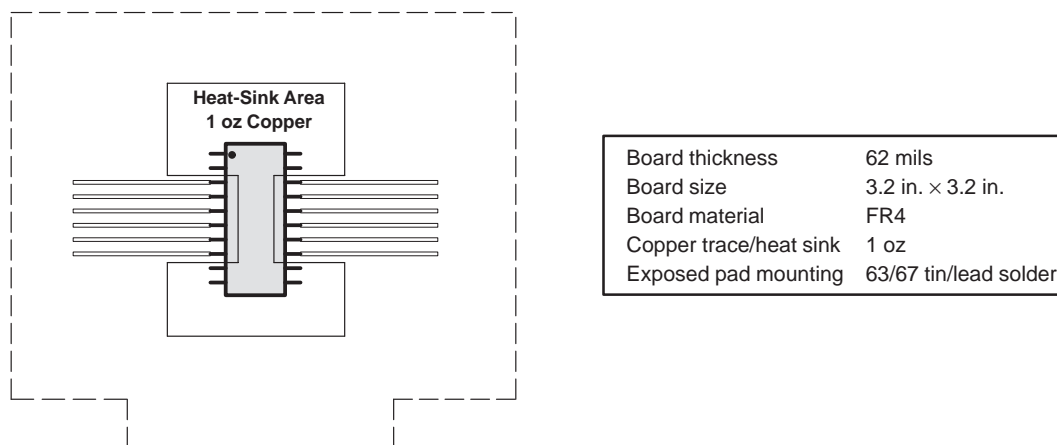 Heat-Sink Area
1 oz Copper
Board thickness 62 mils
Board size 3.2 in. × 3.2 in.
Board material FR4
Copper trace/heat sink 1 oz
Exposed pad mounting 63/67 tin/lead solder